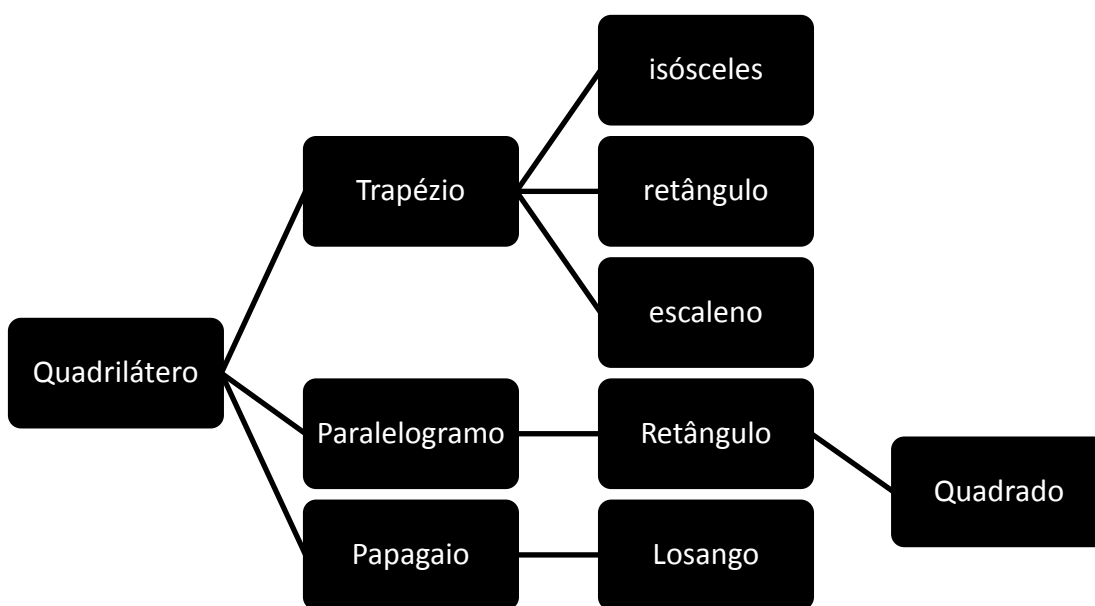 isósceles
Trapézio
retângulo
escaleno
Quadrilátero
Paralelogramo
Retângulo
Quadrado
Papagaio
Losango